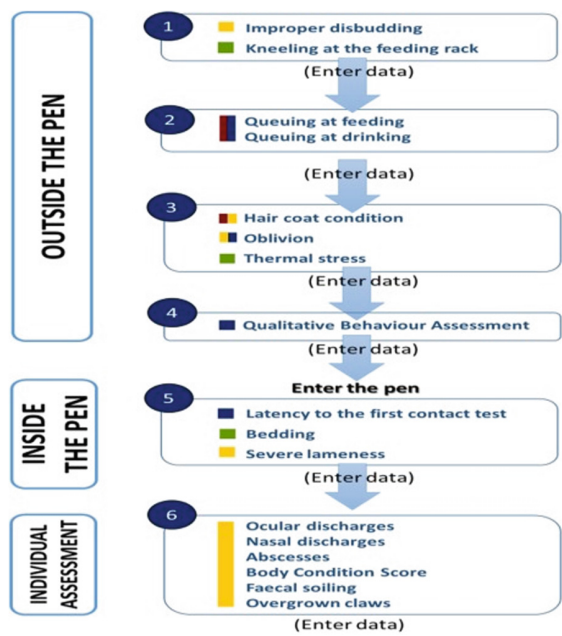 OUTSIDE THE PEN
1
Improper disbudding
Kneeling at the feeding rack
(Enter data)
2
Queuing at feeding
Queuing at drinking
(Enter data)
3
Hair coat condition
Oblivion
Thermal stress
(Enter data)
4
Qualitative Behaviour Assessment
(Enter data)
Enter the pen
INSIDE
THE PEN
5
Latency to the first contact test
Bedding
Severe lameness
(Enter data)
INDIVIDUAL
ASSESSMENT
6
Ocular discharges
Nasal discharges
Abscesses
Body Condition Score
Faecal soiling
Overgrown claws
(Enter data)